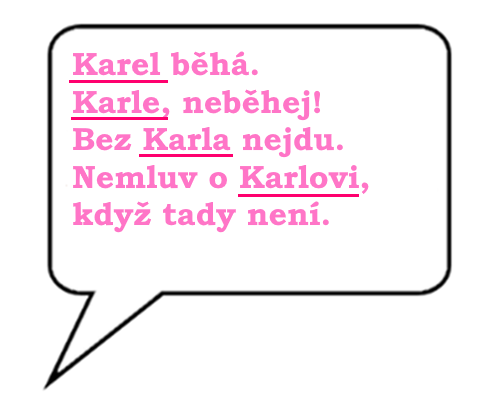 Karel běhá.
Karle, neběhej!
Bez Karla nejdu.
Nemluv o Karlovi,
když tady není.